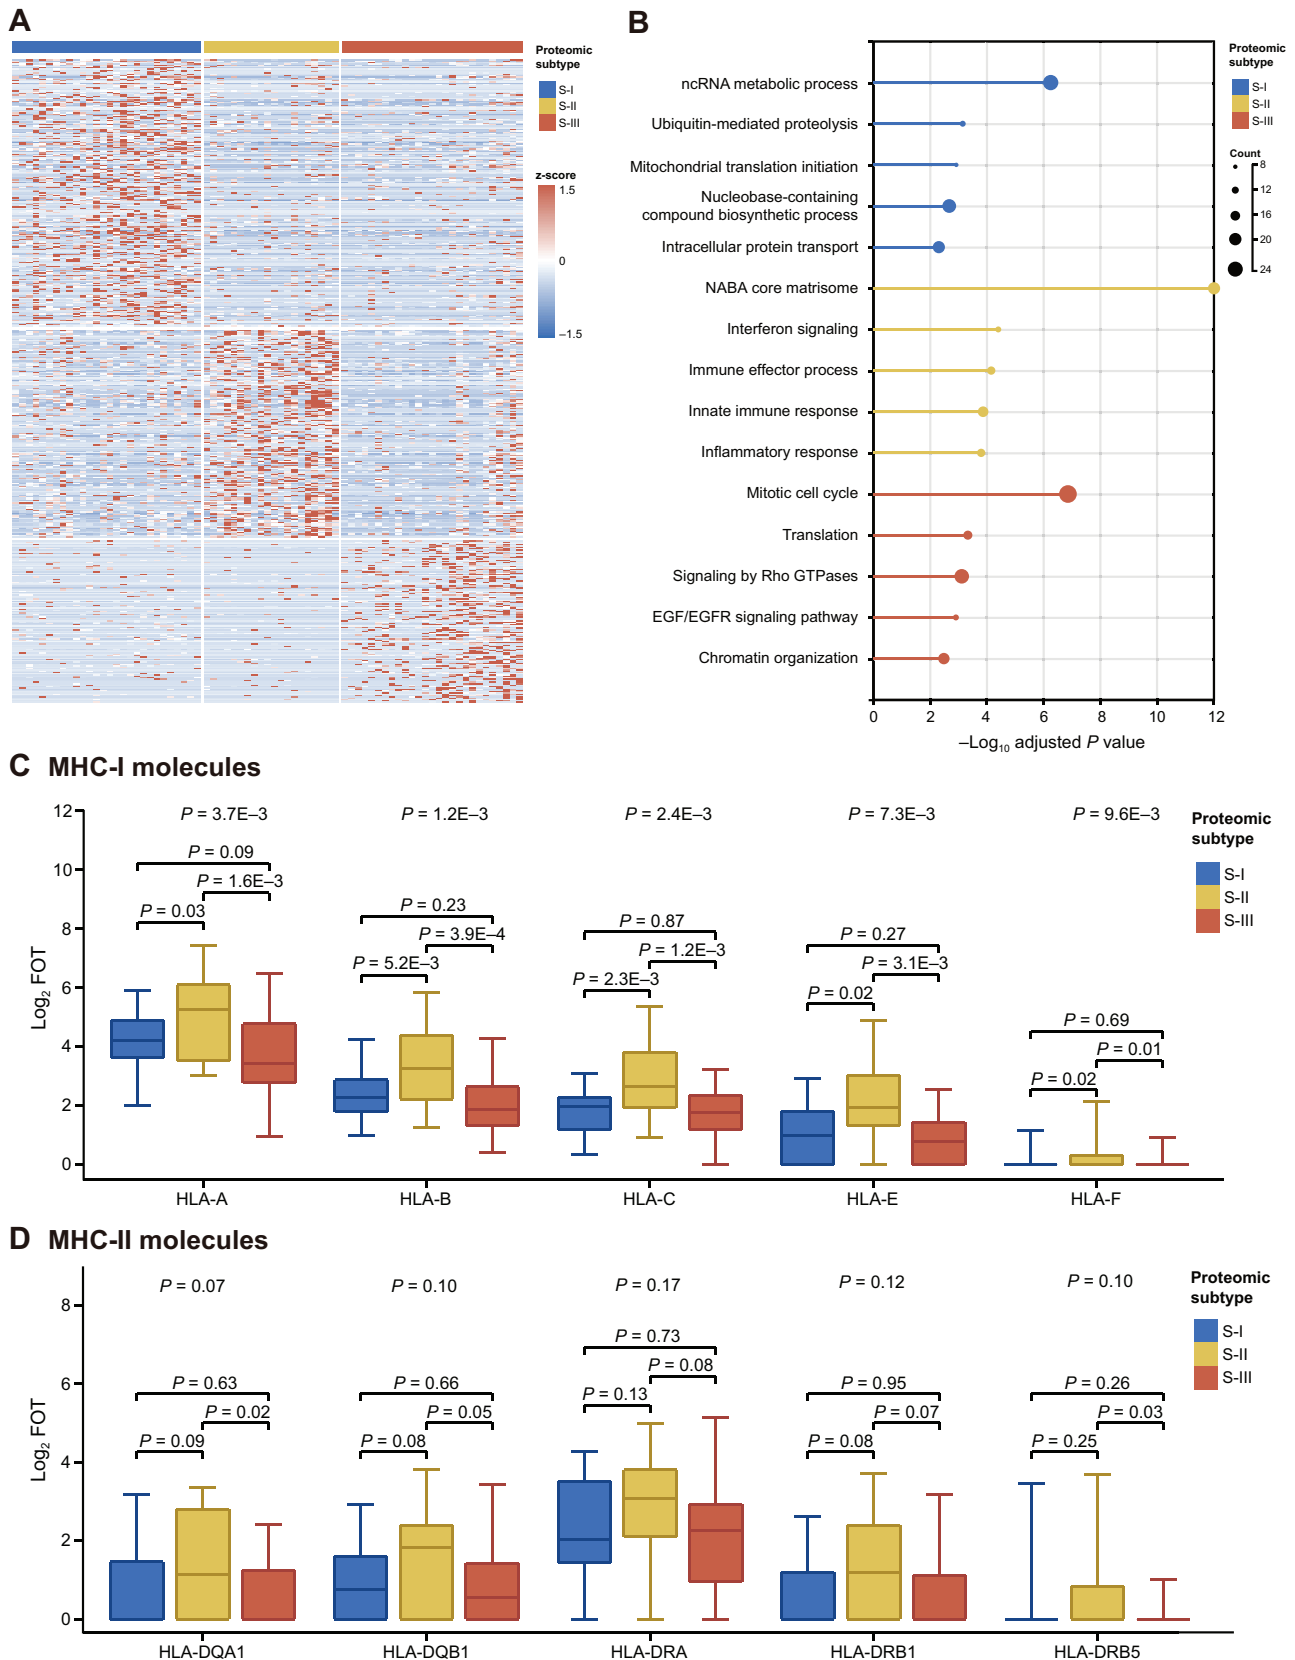 A
Proteomic
subtype
S-I
S-II
S-III
z-score
1.5
0
–1.5
B
ncRNA metabolic process
Ubiquitin-mediated proteolysis
Mitochondrial translation initiation
Nucleobase-containing
compound biosynthetic process
Intracellular protein transport
NABA core matrisome
Interferon signaling
Immune effector process
Innate immune response
Inflammatory response
Mitotic cell cycle
Translation
Signaling by Rho GTPases
EGF/EGFR signaling pathway
Chromatin organization
0 2 4 6 8 10 12
–Log10 adjusted P value
Proteomic
subtype
S-I
S-II
S-III
Count
8
12
16
20
24
C MHC-I molecules
12
10
8
6
4
2
0
Log2 FOT
P = 3.7E–3 P = 1.2E–3 P = 2.4E–3 P = 7.3E–3 P = 9.6E–3
P = 0.09
P = 1.6E–3
P = 0.03
P = 0.23
P = 3.9E–4
P = 5.2E–3
P = 0.87
P = 1.2E–3
P = 2.3E–3
P = 0.27
P = 3.1E–3
P = 0.02
P = 0.69
P = 0.01
P = 0.02
HLA-A HLA-B HLA-C HLA-E HLA-F
Proteomic
subtype
S-I
S-II
S-III
D MHC-II molecules
8
6
4
2
0
Log2 FOT
P = 0.07 P = 0.10 P = 0.17 P = 0.12 P = 0.10
P = 0.63
P = 0.02
P = 0.09
P = 0.66
P = 0.05
P = 0.08
P = 0.73
P = 0.08
P = 0.13
P = 0.95
P = 0.07
P = 0.08
P = 0.26
P = 0.03
P = 0.25
HLA-DQA1 HLA-DQB1 HLA-DRA HLA-DRB1 HLA-DRB5
Proteomic
subtype
S-I
S-II
S-III